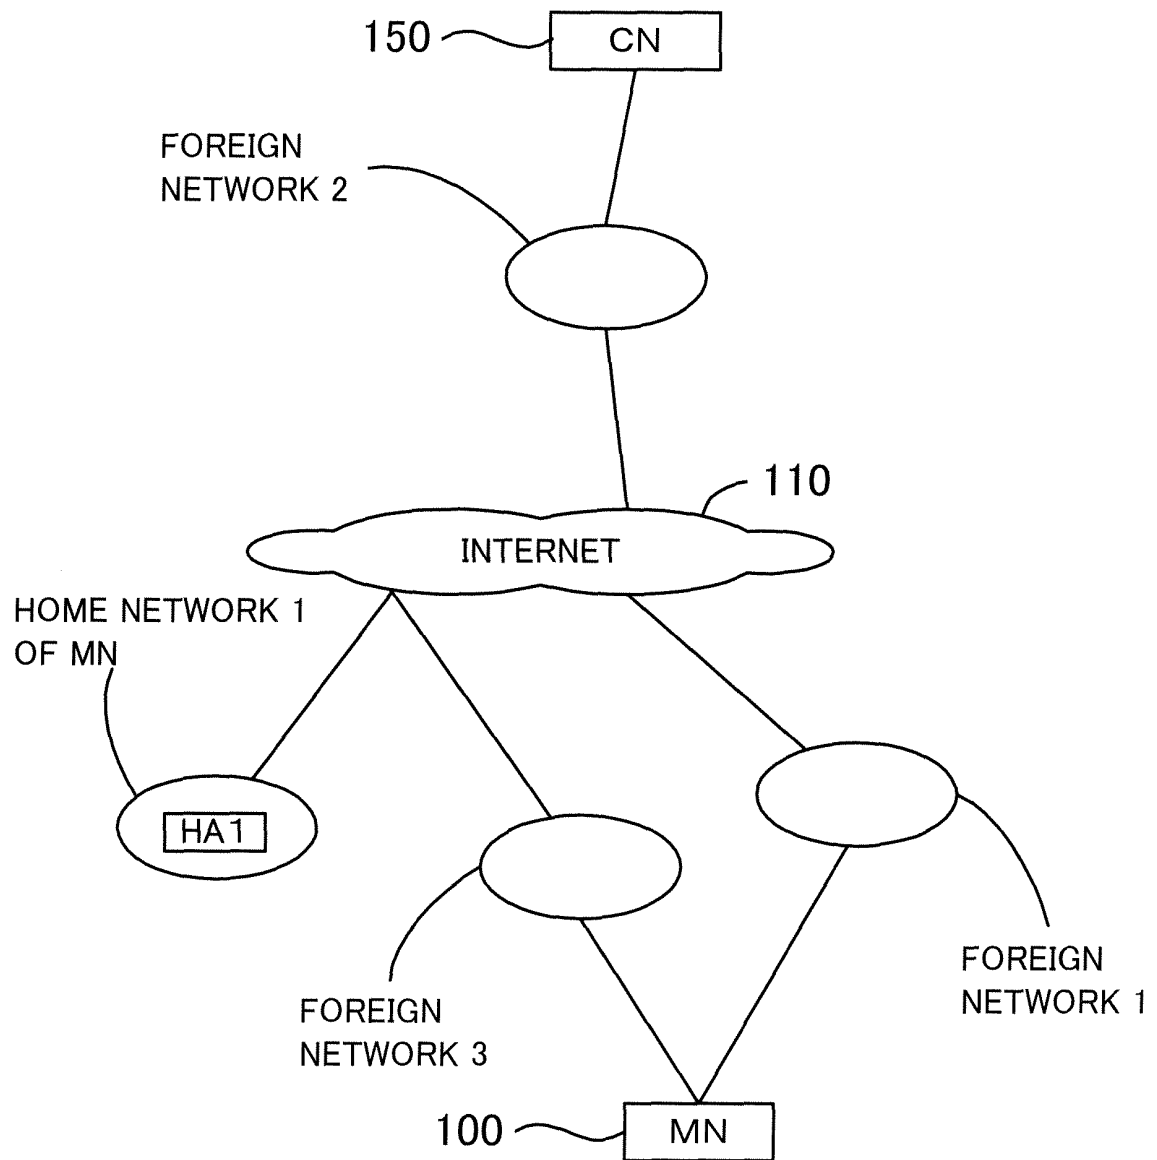 150
CN
FOREIGN
NETWORK 2
110
INTERNET
HOME NETWORK 1
OF MN
HA1
FOREIGN
NETWORK 1
FOREIGN
NETWORK 3
100
MN